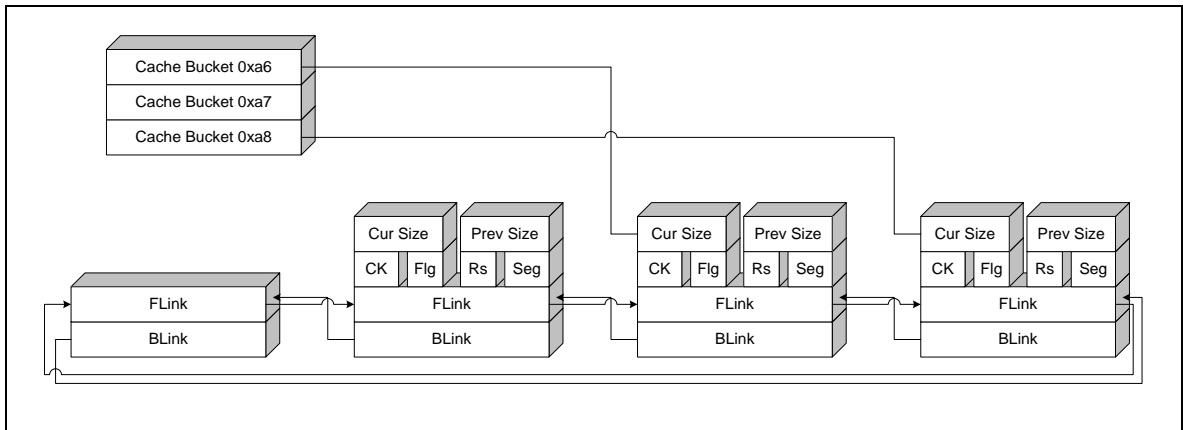 Cache Bucket 0xa6
Cache Bucket 0xa7
Cache Bucket 0xa8
Cur Size Prev Size Cur Size Prev Size Cur Size Prev Size
CK Flg Rs Seg CK Flg Rs Seg CK Flg Rs Seg
FLink FLink FLink FLink
BLink BLink BLink BLink